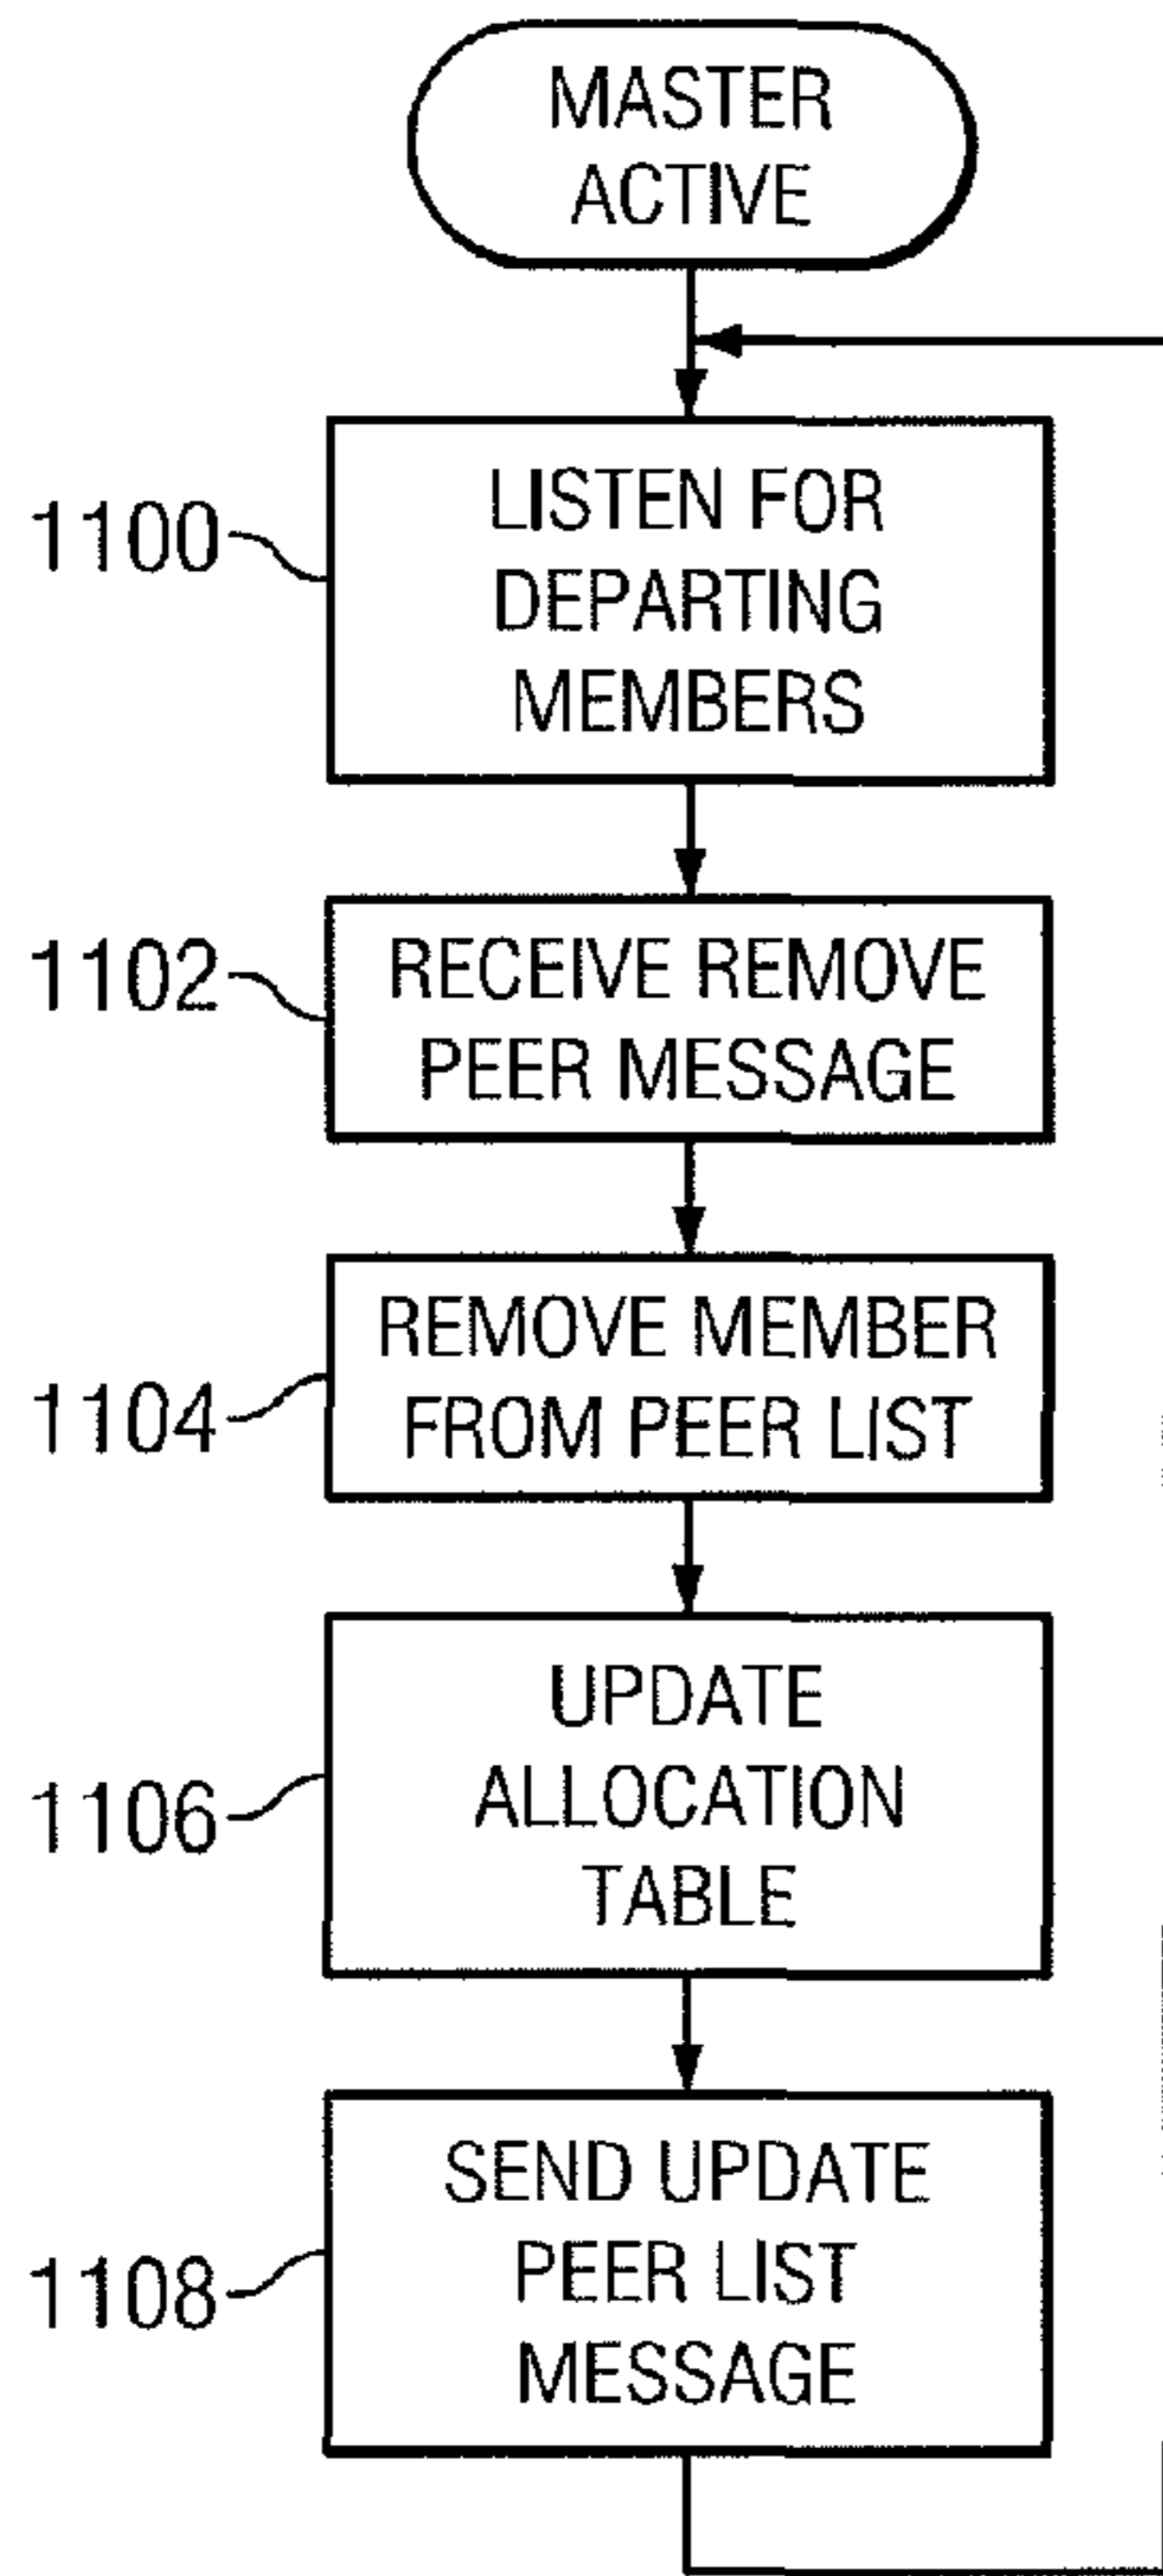 MASTER
ACTIVE
1100
LISTEN FOR
DEPARTING
MEMBERS
1102
RECEIVE REMOVE
PEER MESSAGE
1104
REMOVE MEMBER
FROM PEER LIST
1106
UPDATE
ALLOCATION
TABLE
1108
SEND UPDATE
PEER LIST
MESSAGE